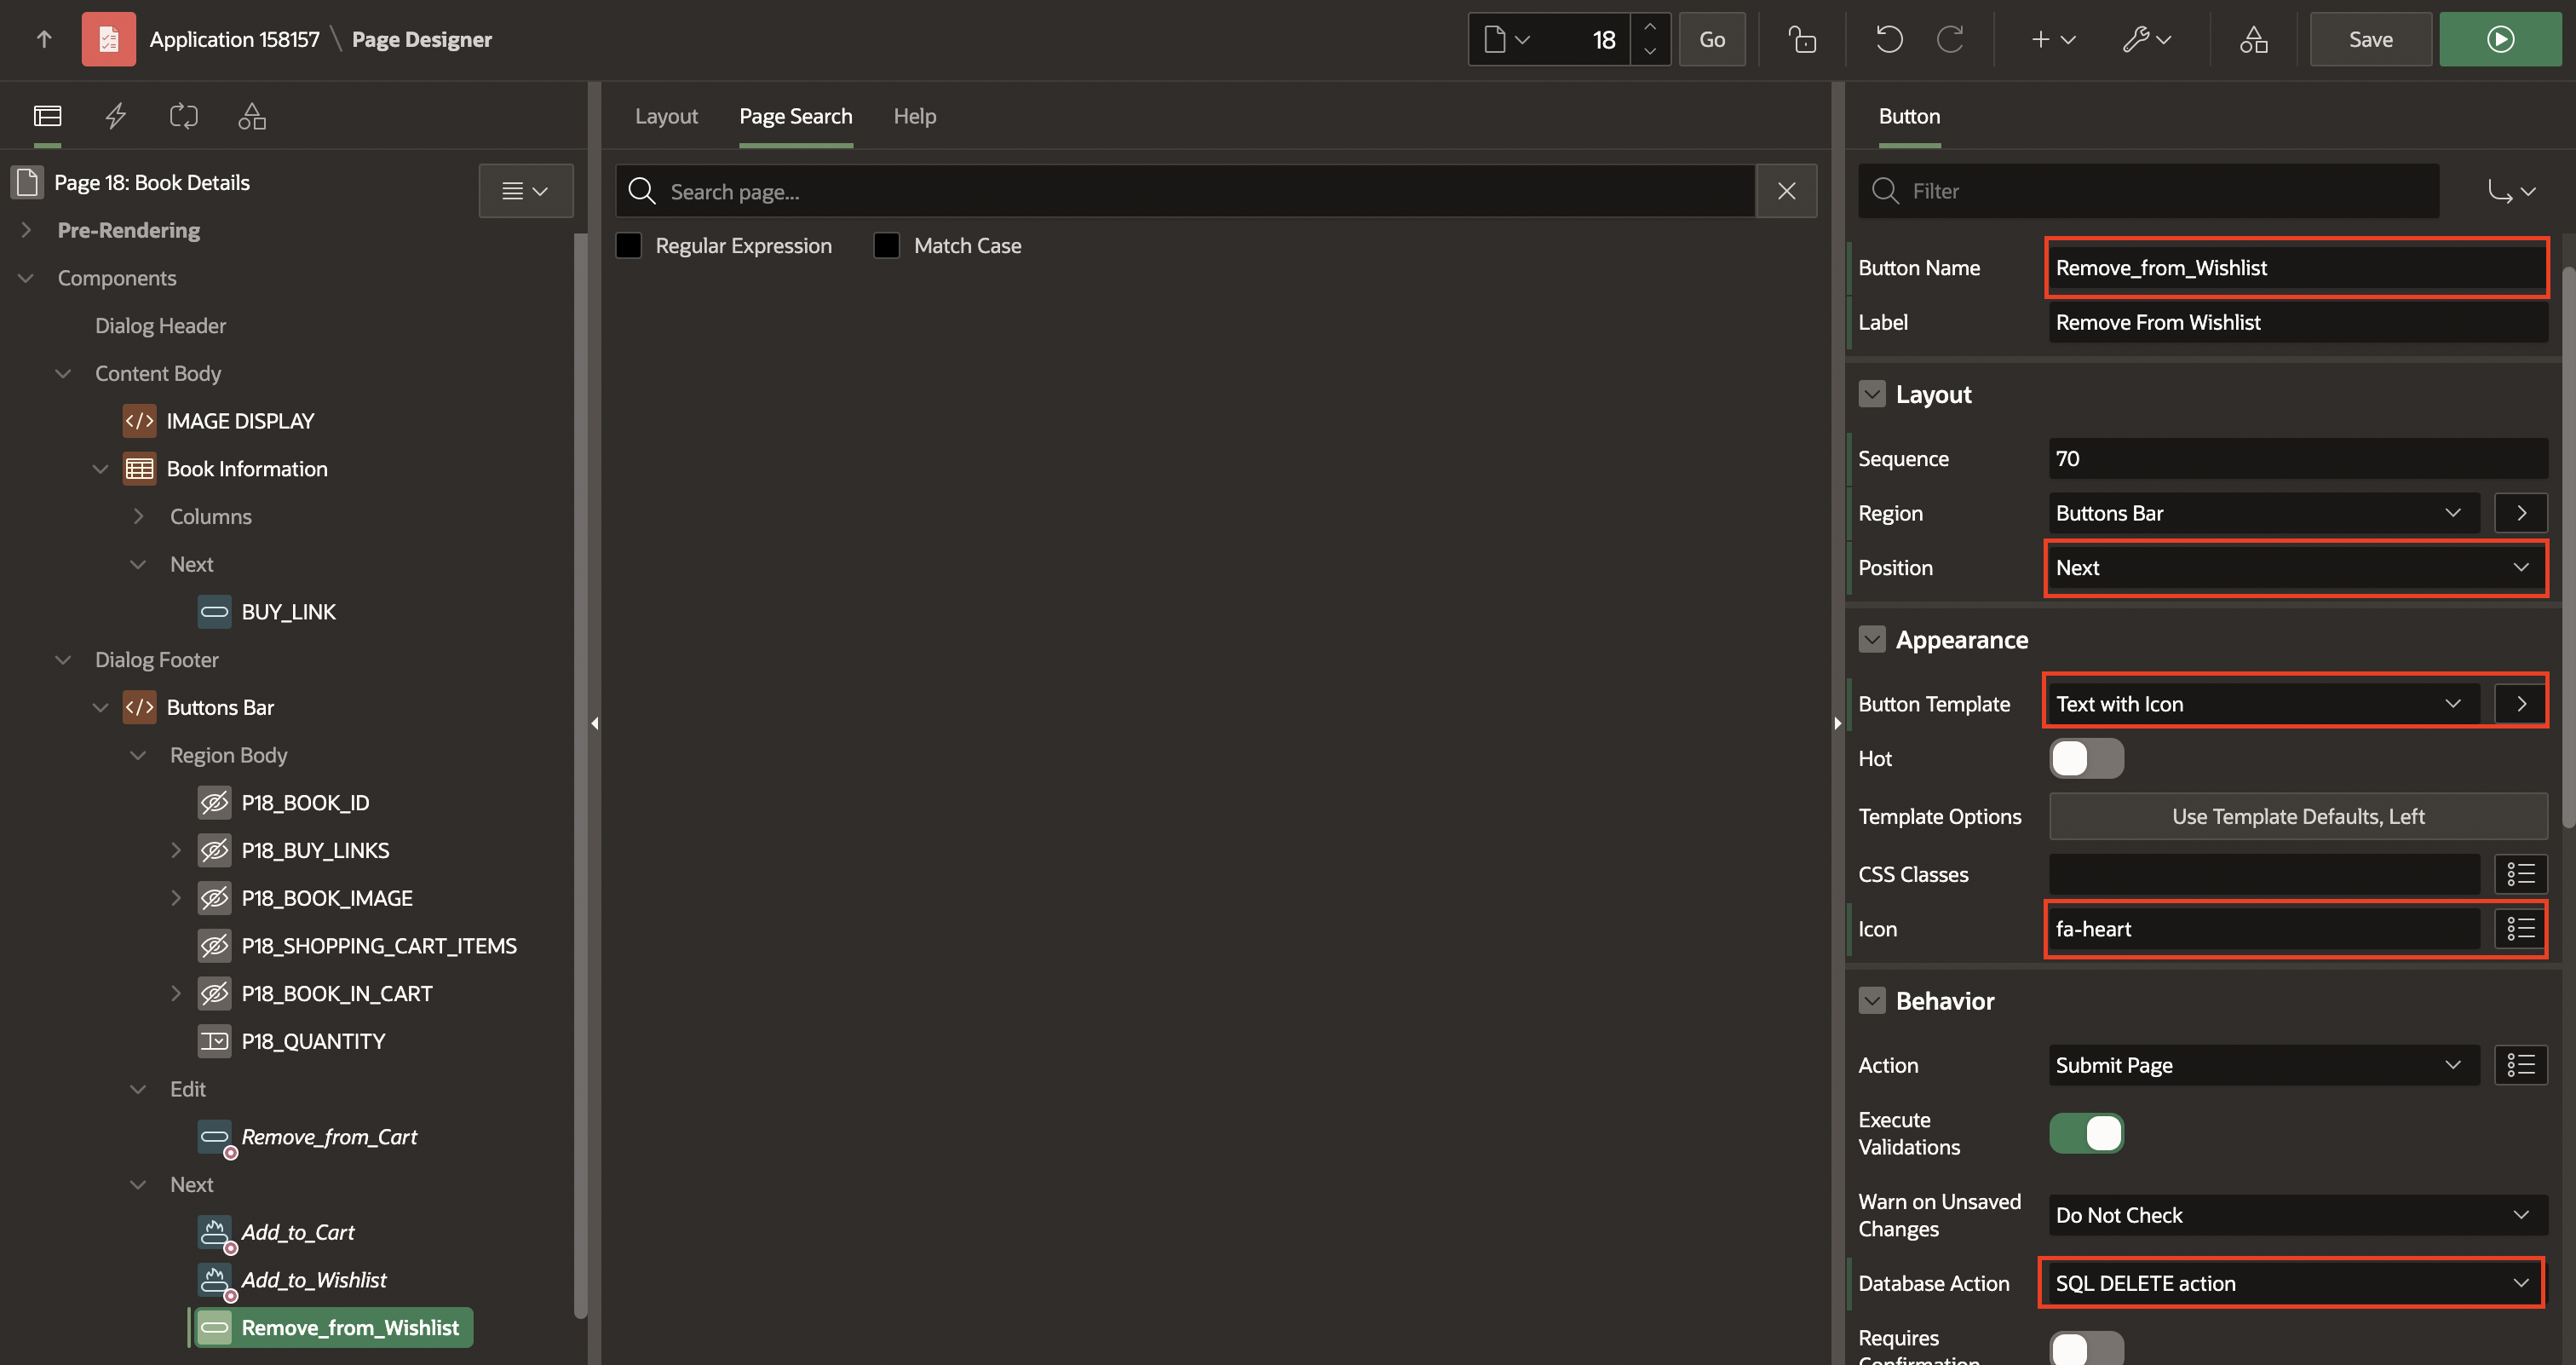 Application 158157 \ Page Designer
18
Go
Save
Page 18: Book Details
Pre-Rendering
Components
Dialog Header
Content Body
</> IMAGE DISPLAY
Book Information
Columns
Next
BUY_LINK
Dialog Footer
</> Buttons Bar
Region Body
P18_BOOK_ID
P18_BUY_LINKS
P18_BOOK_IMAGE
P18_SHOPPING_CART_ITEMS
P18_BOOK_IN_CART
P18_QUANTITY
Edit
Remove_from_Cart
Next
Add_to_Cart
Add_to_Wishlist
Remove_from_Wishlist
Layout Page Search Help
Search page...
Regular Expression Match Case
Button
Filter
Button Name Remove_from_Wishlist
Label Remove From Wishlist
Layout
Sequence 70
Region Buttons Bar
Position Next
Appearance
Button Template Text with Icon
Hot
Template Options Use Template Defaults, Left
CSS Classes
Icon fa-heart
Behavior
Action Submit Page
Execute
Validations
Warn on Unsaved
Changes
Do Not Check
Database Action SQL DELETE action
Requires
Confirmation